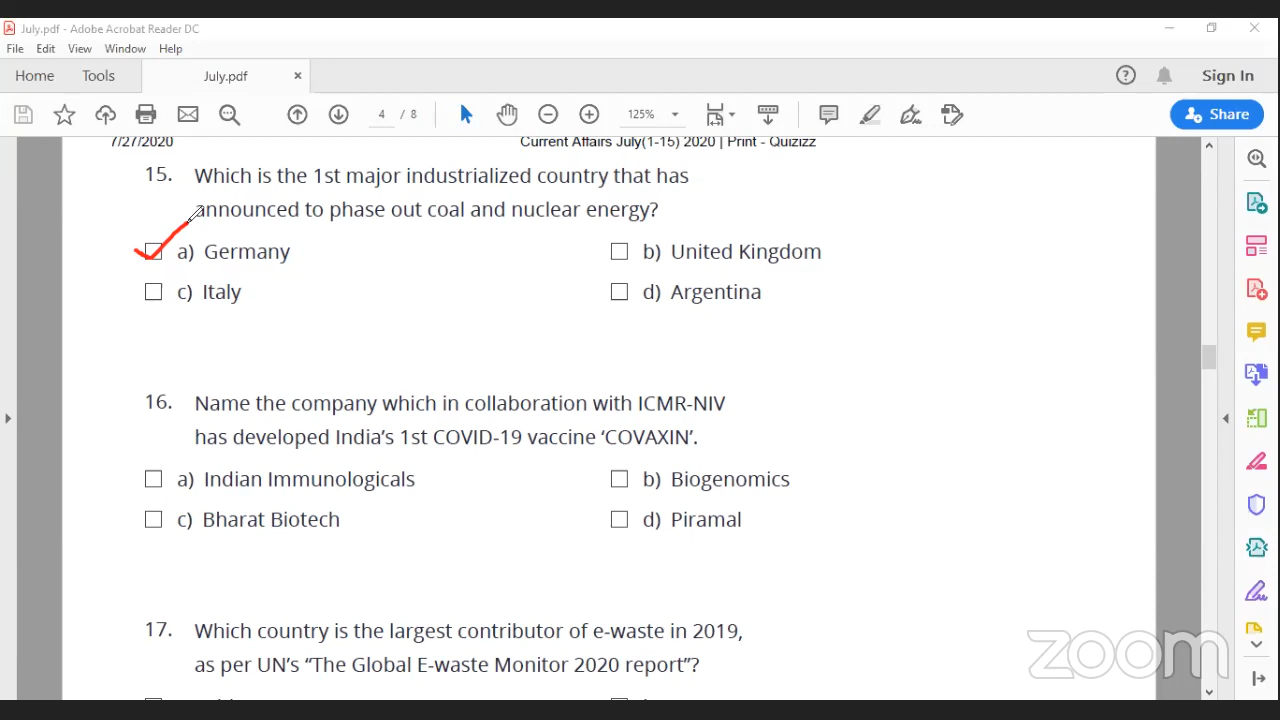 July.pdf - Adobe Acrobat Reader DC
File Edit View Window Help
Home Tools July.pdf × Sign In
4 / 8 125% Share
7/27/2020 Current Affairs July(1-15) 2020 | Print - Quizizz
15. Which is the 1st major industrialized country that has
announced to phase out coal and nuclear energy?
a) Germany b) United Kingdom
c) Italy d) Argentina
16. Name the company which in collaboration with ICMR-NIV
has developed India’s 1st COVID-19 vaccine ‘COVAXIN’.
a) Indian Immunologicals b) Biogenomics
c) Bharat Biotech d) Piramal
17. Which country is the largest contributor of e-waste in 2019,
as per UN’s “The Global E-waste Monitor 2020 report”?
zoom